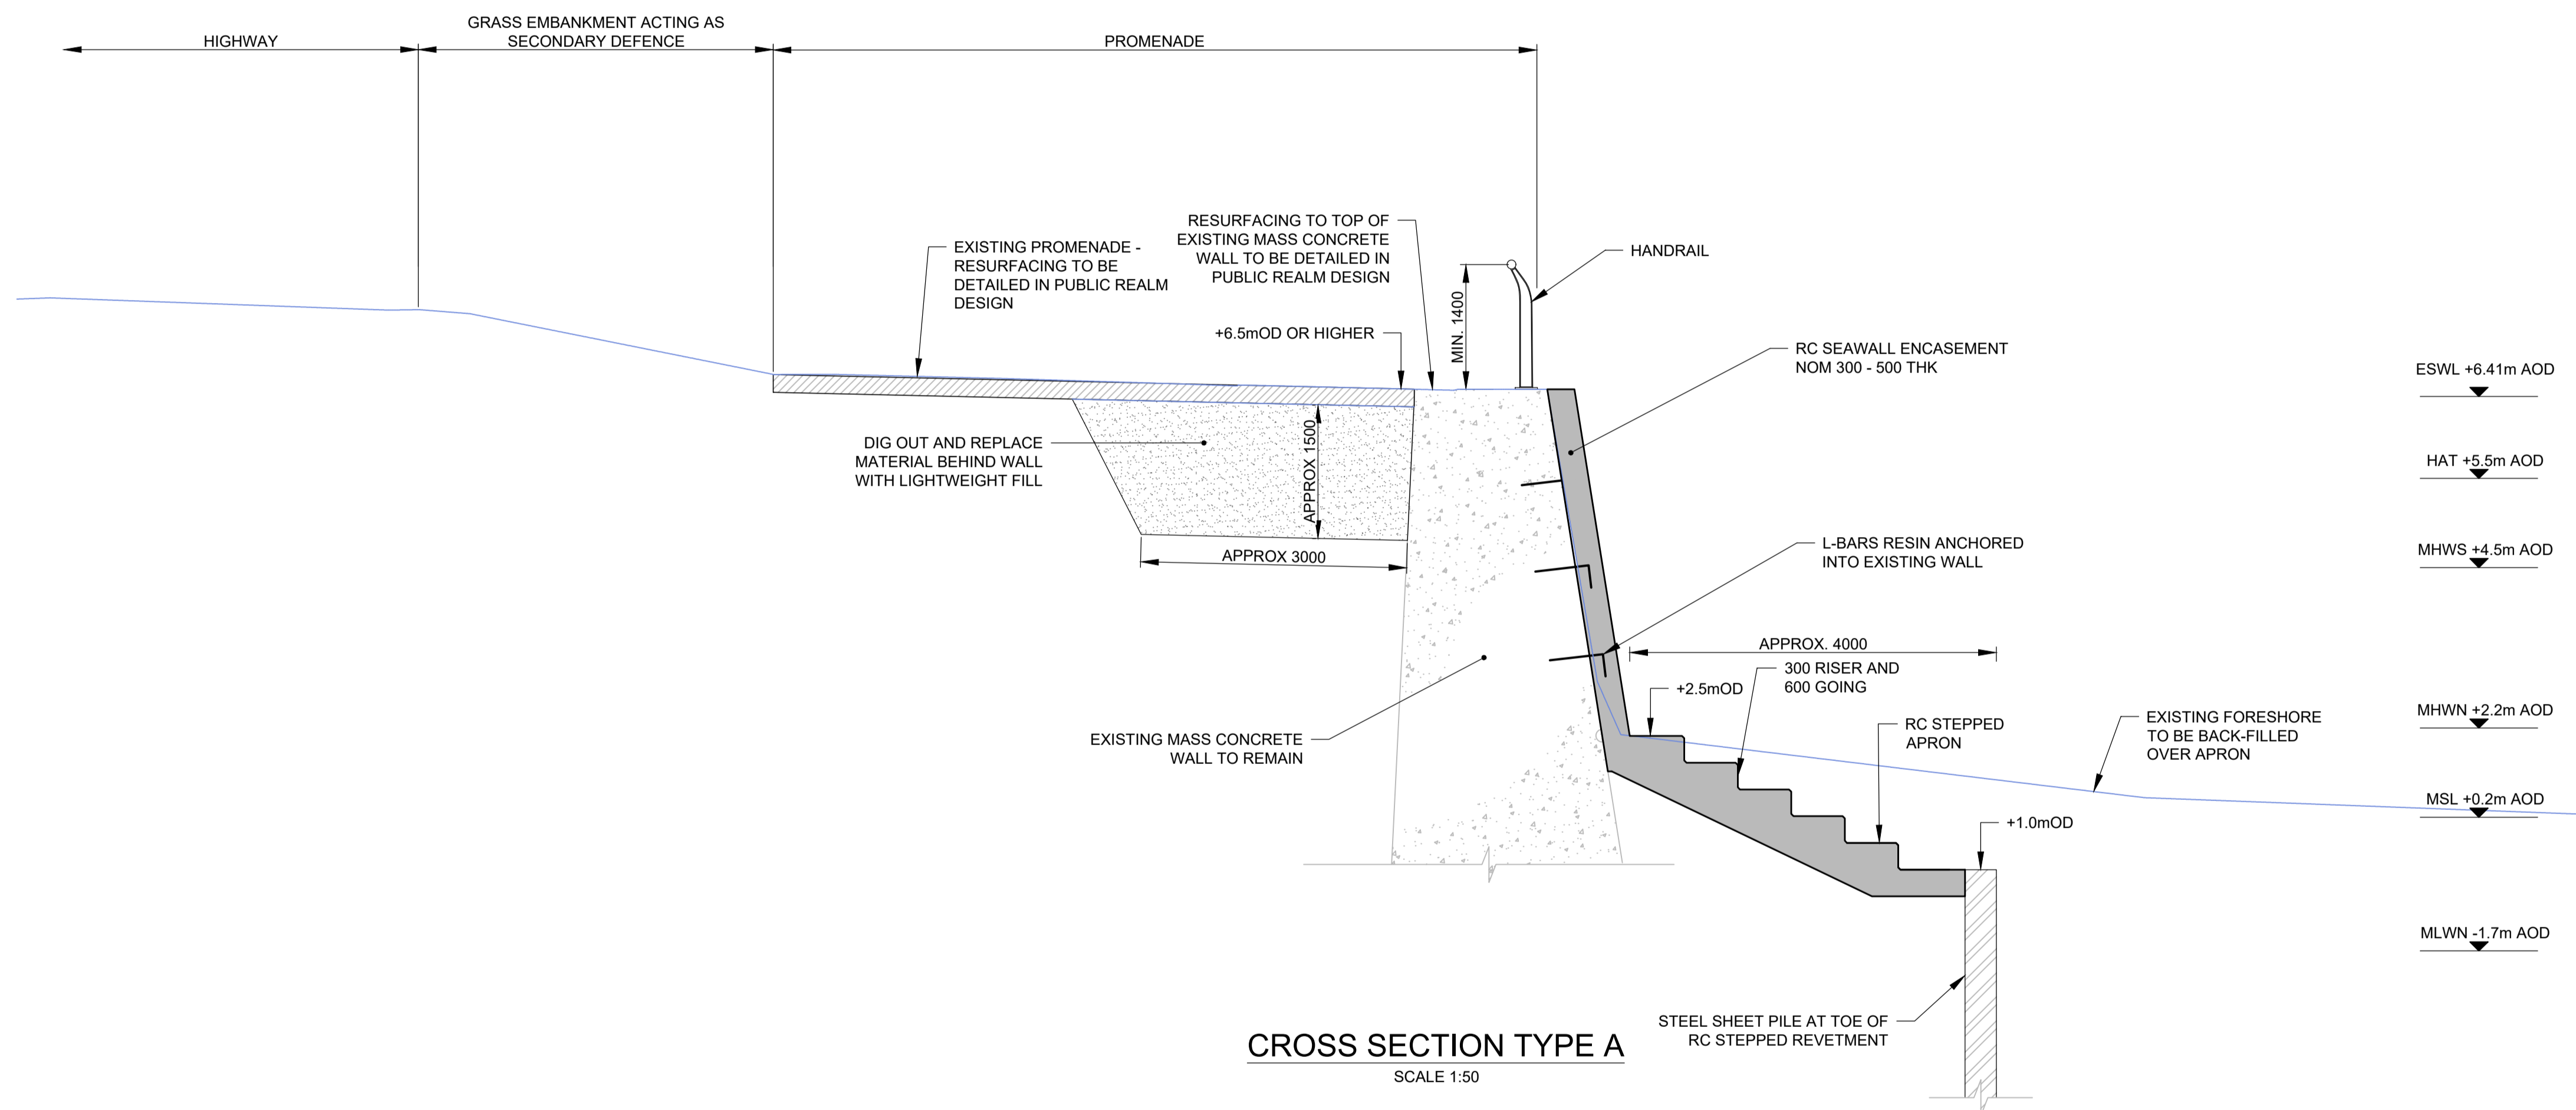 GRASS EMBANKMENT ACTING AS
SECONDARY DEFENCE
HIGHWAY
PROMENADE
RESURFACING TO TOP OF
EXISTING MASS CONCRETE
WALL TO BE DETAILED IN
PUBLIC REALM DESIGN
EXISTING PROMENADE -
RESURFACING TO BE
DETAILED IN PUBLIC REALM
DESIGN
HANDRAIL
MIN. 1400
+6.5mOD OR HIGHER
RC SEAWALL ENCASEMENT
NOM 300 - 500 THK
ESWL +6.41m AOD
DIG OUT AND REPLACE
MATERIAL BEHIND WALL
WITH LIGHTWEIGHT FILL
APPROX 1500
HAT +5.5m AOD
APPROX 3000
L-BARS RESIN ANCHORED
INTO EXISTING WALL
MHWS +4.5m AOD
APPROX. 4000
300 RISER AND
600 GOING
+2.5mOD
MHWN +2.2m AOD
EXISTING MASS CONCRETE
WALL TO REMAIN
RC STEPPED
APRON
EXISTING FORESHORE
TO BE BACK-FILLED
OVER APRON
MSL +0.2m AOD
+1.0mOD
MLWN -1.7m AOD
STEEL SHEET PILE AT TOE OF
RC STEPPED REVETMENT
CROSS SECTION TYPE A
SCALE 1:50